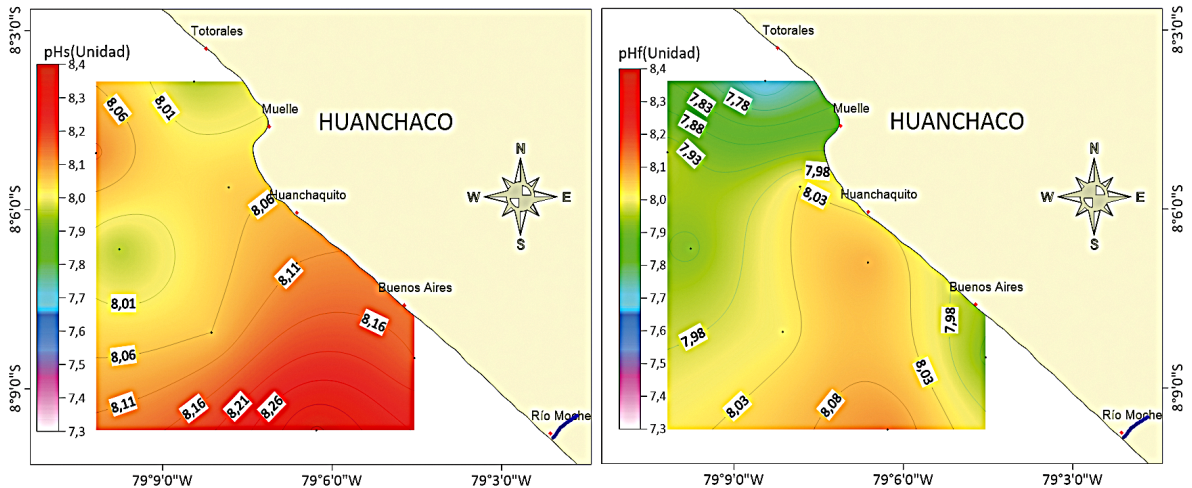 Totorales
pHs(Unidad)
8,4
8,3
8,2
8,1
8,0
7,9
7,8
7,7
7,6
7,5
7,4
7,3
8,06
8,01
Muelle
HUANCHACO
N
W
E
S
Huanchaquito
8,06
8,11
Buenos Aires
8,01
8,16
8,06
8,11
8,16
8,21
8,26
Río Moche
8°3'0"S
8°6'0"S
8°9'0"S
79°9'0"W
79°6'0"W
79°3'0"W
Totorales
pHf(Unidad)
8,4
8,3
8,2
8,1
8,0
7,9
7,8
7,7
7,6
7,5
7,4
7,3
7,83
7,78
7,88
7,93
Muelle
HUANCHACO
N
W
E
S
7,98
8,03
Huanchaquito
Buenos Aires
7,98
7,98
8,03
8,03
8,08
Río Moche
8°3'0"S
8°6'0"S
8°9'0"S
79°9'0"W
79°6'0"W
79°3'0"W